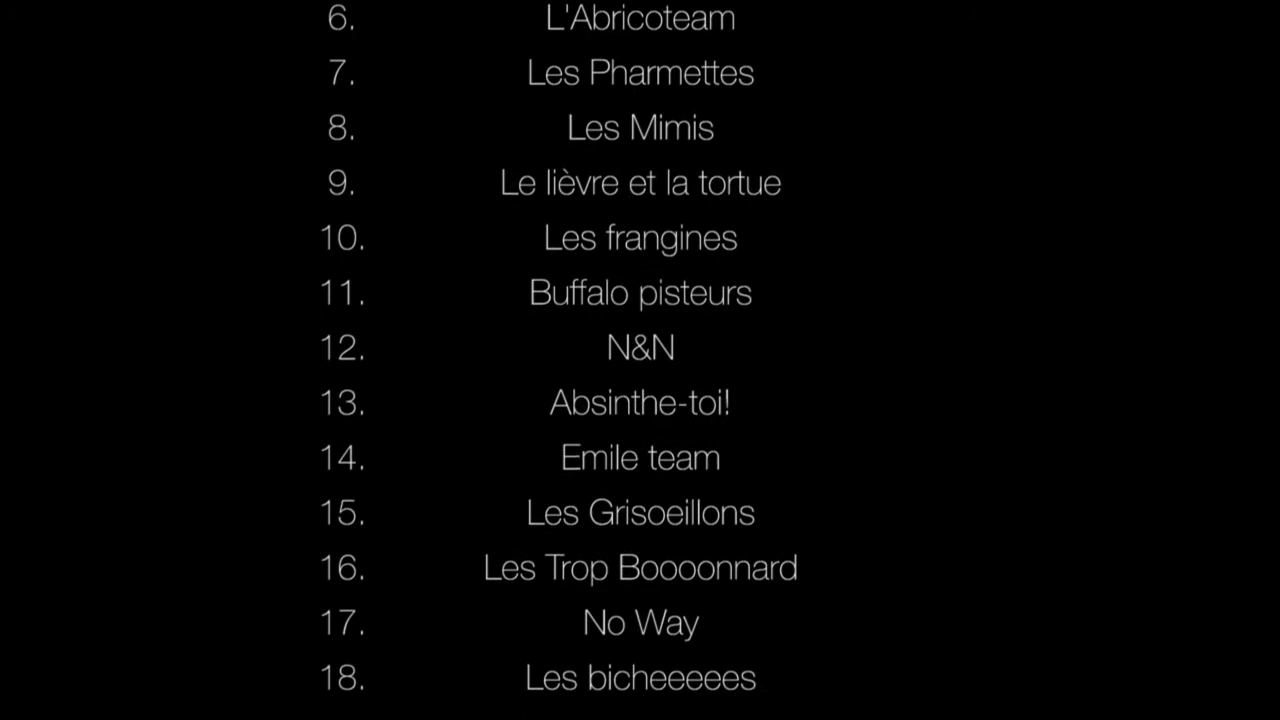 6. L'Abricoteam
7. Les Pharmettes
8. Les Mimis
9. Le lièvre et la tortue
10. Les frangines
11. Buffalo pisteurs
12. N&N
13. Absinthe-toi!
14. Emile team
15. Les Grisoeillons
16. Les Trop Boooonnard
17. No Way
18. Les bicheeeees